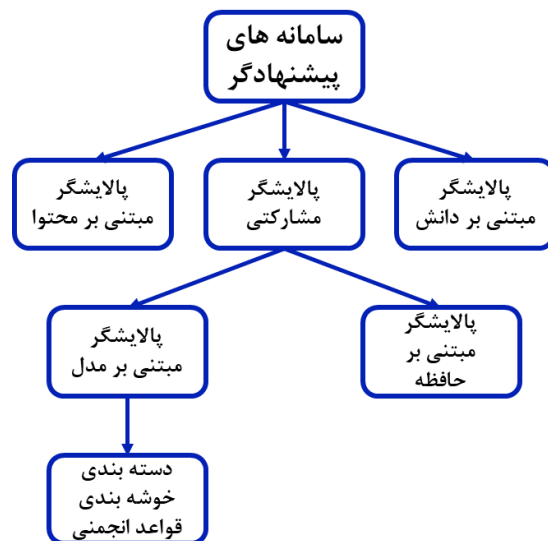 سامانه های
پیشنهادگر
پالایشگر
مبتنی بر دانش
پالایشگر
مشارکتی
پالایشگر
مبتنی بر محتوا
پالایشگر
مبتنی بر
حافظه
پالایشگر
مبتنی بر مدل
دسته بندی
خوشه بندی
قواعد انجمنی